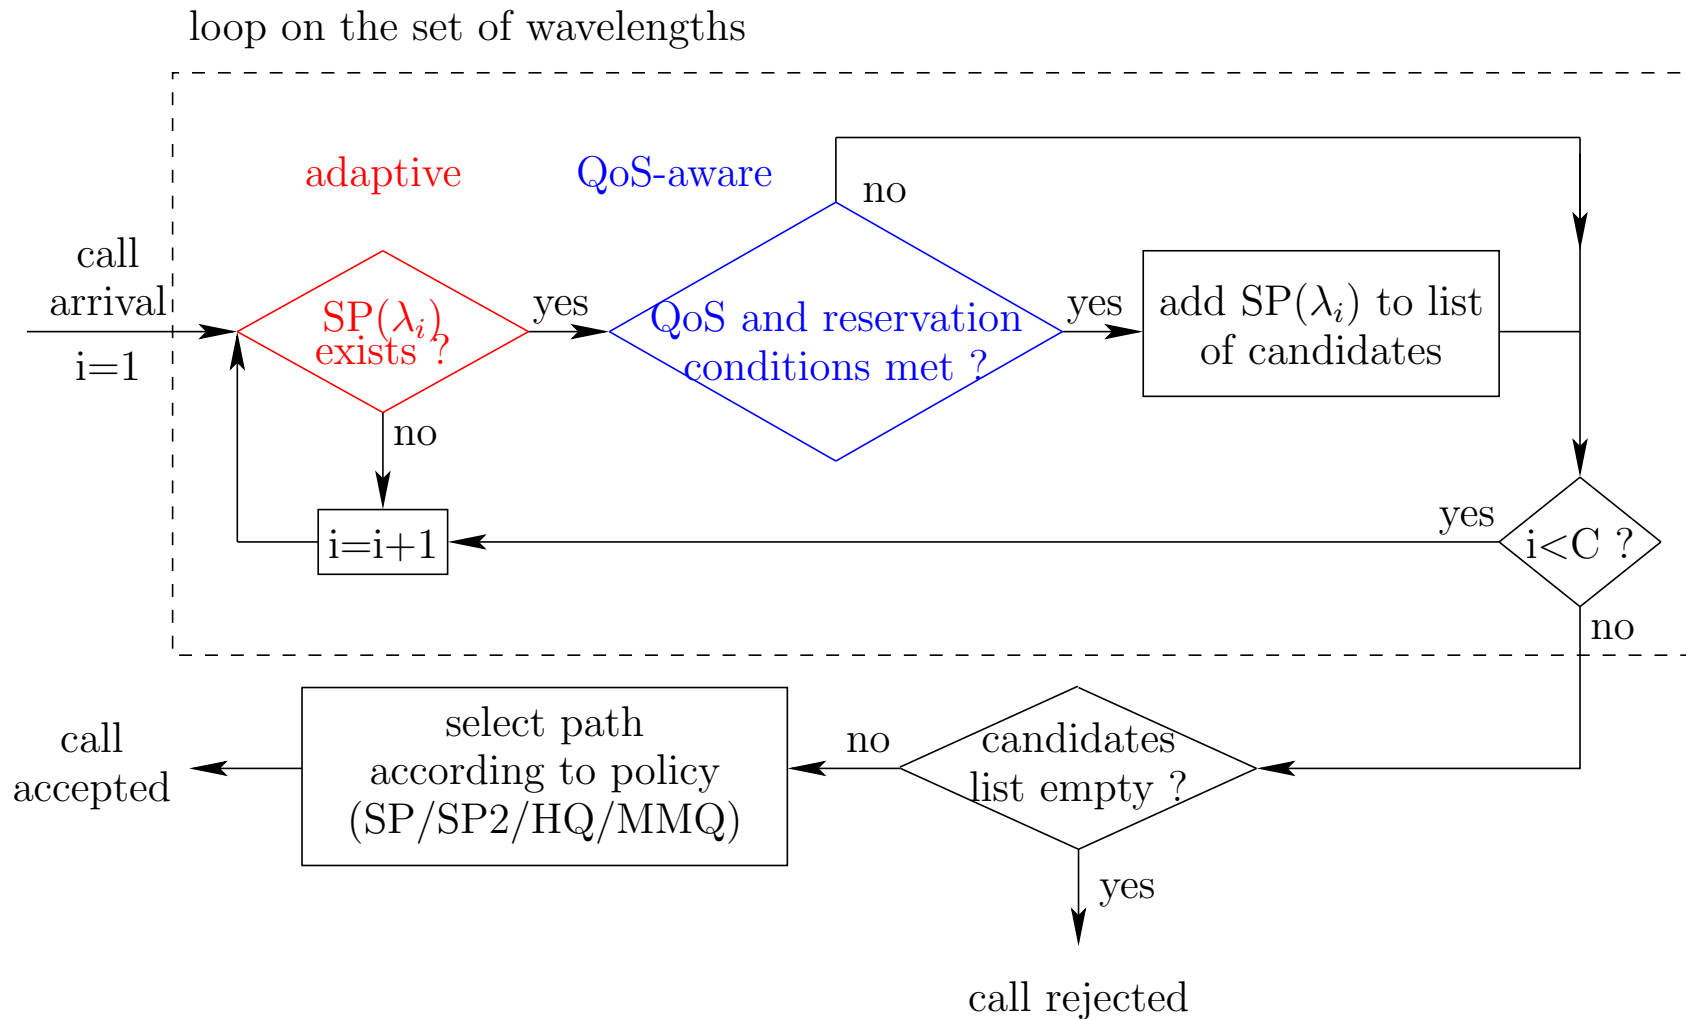 loop on the set of wavelengths
adaptive
QoS-aware
no
call
arrival
i=1
SP(λᵢ)
exists ?
yes
QoS and reservation
conditions met ?
yes
add SP(λᵢ) to list
of candidates
no
i=i+1
yes
i<C ?
no
call
accepted
select path
according to policy
(SP/SP2/HQ/MMQ)
no
candidates
list empty ?
yes
call rejected